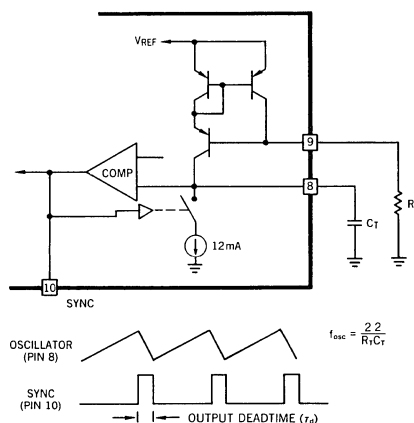 VREF
9
COMP
8
R
CT
12mA
10
SYNC
OSCILLATOR
(PIN 8)
fosc = 2 2 / RTCT
SYNC
(PIN 10)
OUTPUT DEADTIME (τd)